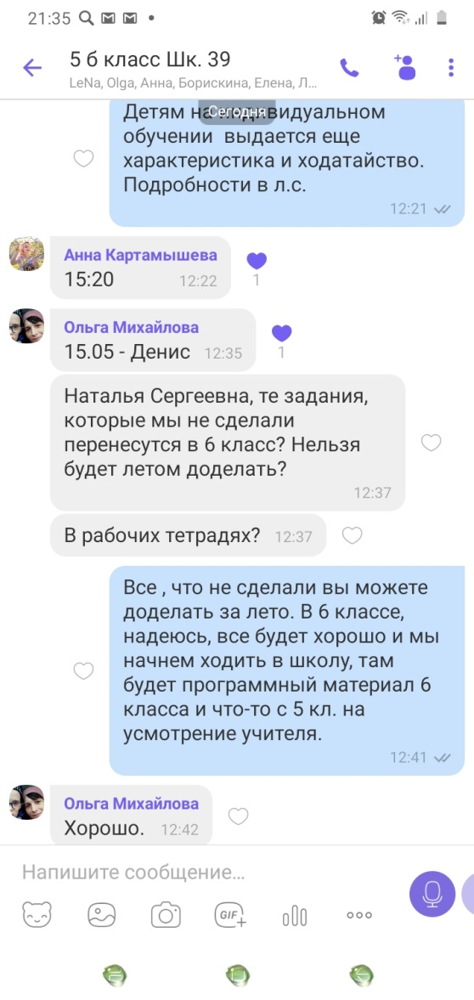 21:35
5 б класс Шк. 39
LeNa, Olga, Анна, Борискина, Елена, Л...
Сегодня
Детям на индивидуальном
обучении выдается еще
характеристика и ходатайство.
Подробности в л.с.
12:21
Анна Картамышева
15:20 12:22
1
Ольга Михайлова
15.05 - Денис 12:35
1
Наталья Сергеевна, те задания,
которые мы не сделали
перенесутся в 6 класс? Нельзя
будет летом доделать?
12:37
В рабочих тетрадях? 12:37
Все , что не сделали вы можете
доделать за лето. В 6 классе,
надеюсь, все будет хорошо и мы
начнем ходить в школу, там
будет программный материал 6
класса и что-то с 5 кл. на
усмотрение учителя.
12:41
Ольга Михайлова
Хорошо. 12:42
Напишите сообщение...
GIF